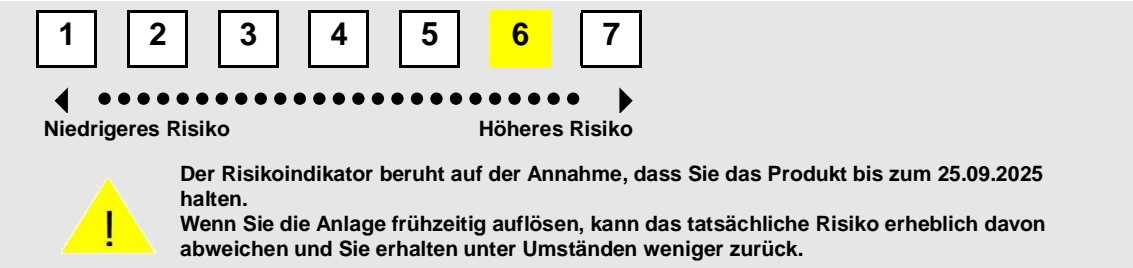 1 2 3 4 5 6 7
Niedrigeres Risiko Höheres Risiko
Der Risikoindikator beruht auf der Annahme, dass Sie das Produkt bis zum 25.09.2025
halten.
Wenn Sie die Anlage frühzeitig auflösen, kann das tatsächliche Risiko erheblich davon
abweichen und Sie erhalten unter Umständen weniger zurück.
!